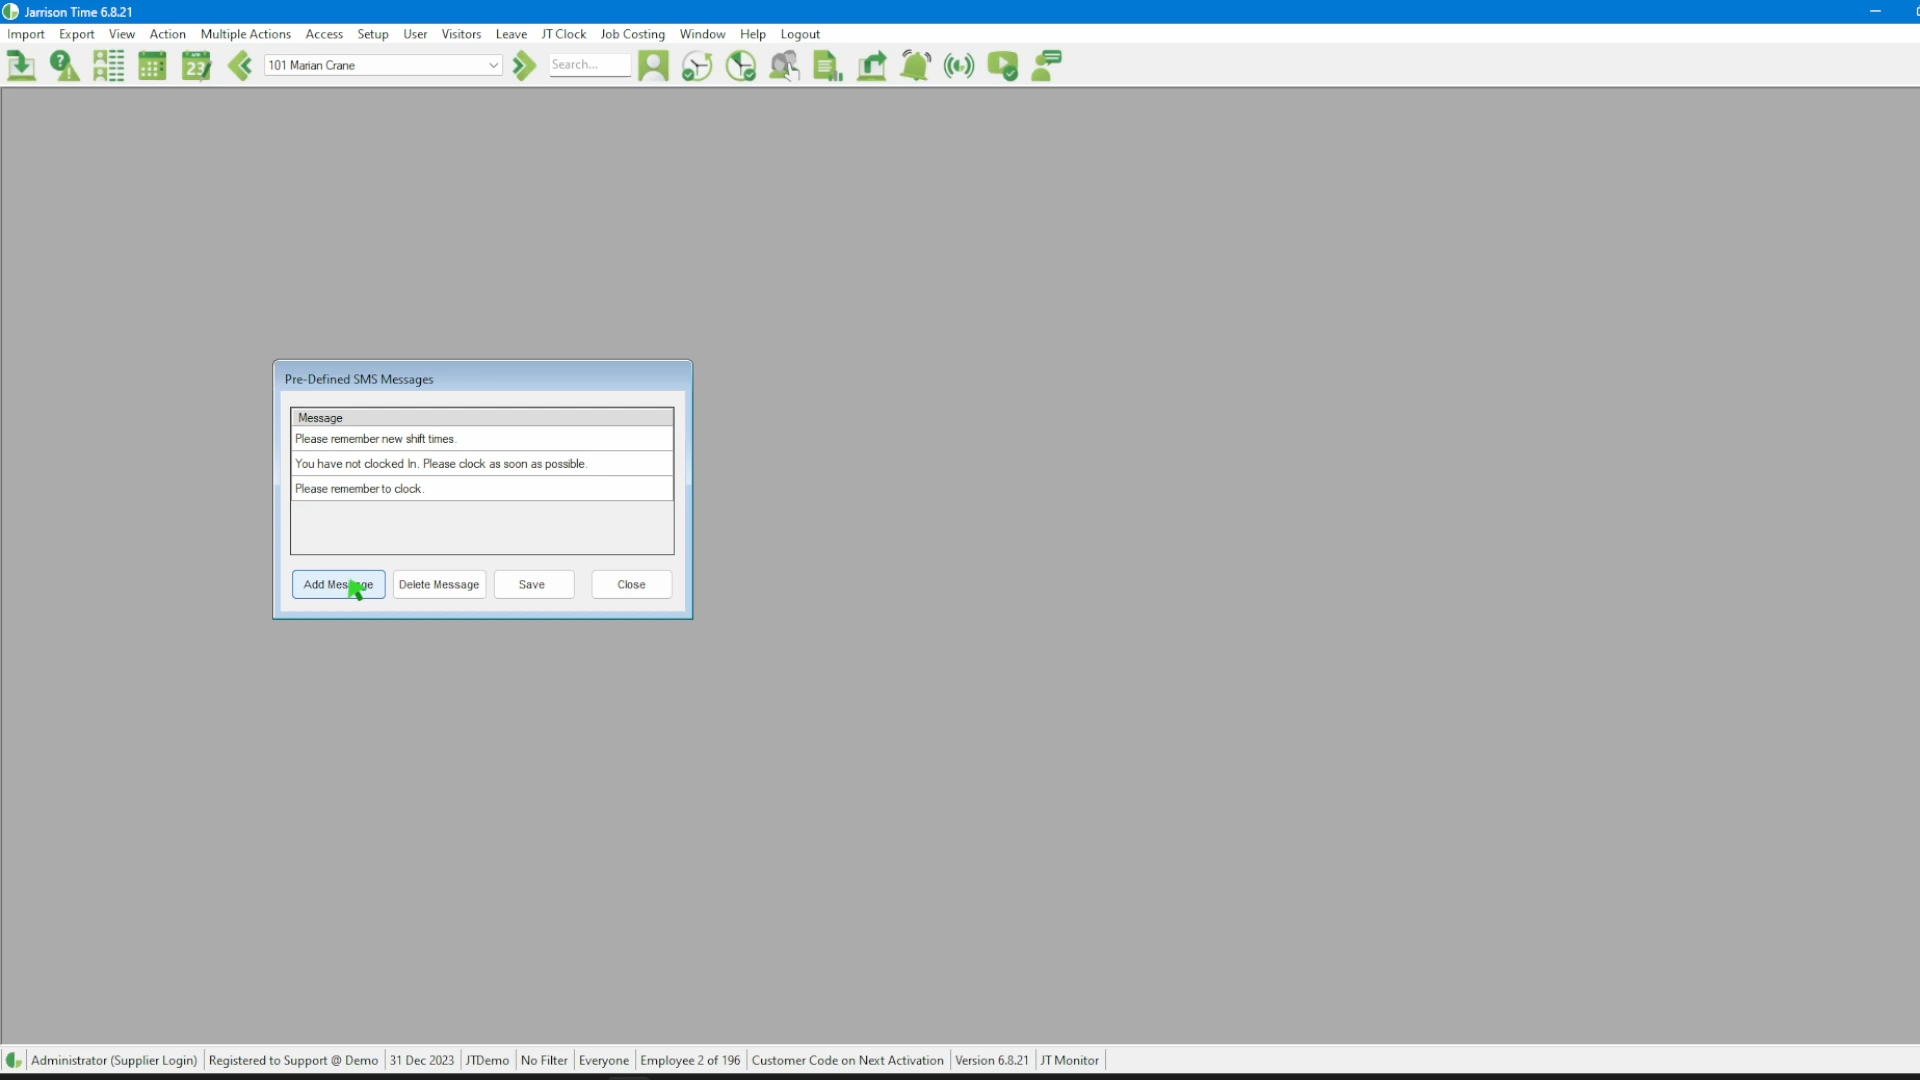 Jarrison Time 6.8.21
Import Export View Action Multiple Actions Access Setup User Visitors Leave JT Clock Job Costing Window Help Logout
23 101 Marian Crane Search...
Pre-Defined SMS Messages
Message
Please remember new shift times.
You have not clocked In. Please clock as soon as possible.
Please remember to clock.
Add Message Delete Message Save Close
Administrator (Supplier Login) Registered to Support @ Demo 31 Dec 2023 JTDemo No Filter Everyone Employee 2 of 196 Customer Code on Next Activation Version 6.8.21 JT Monitor